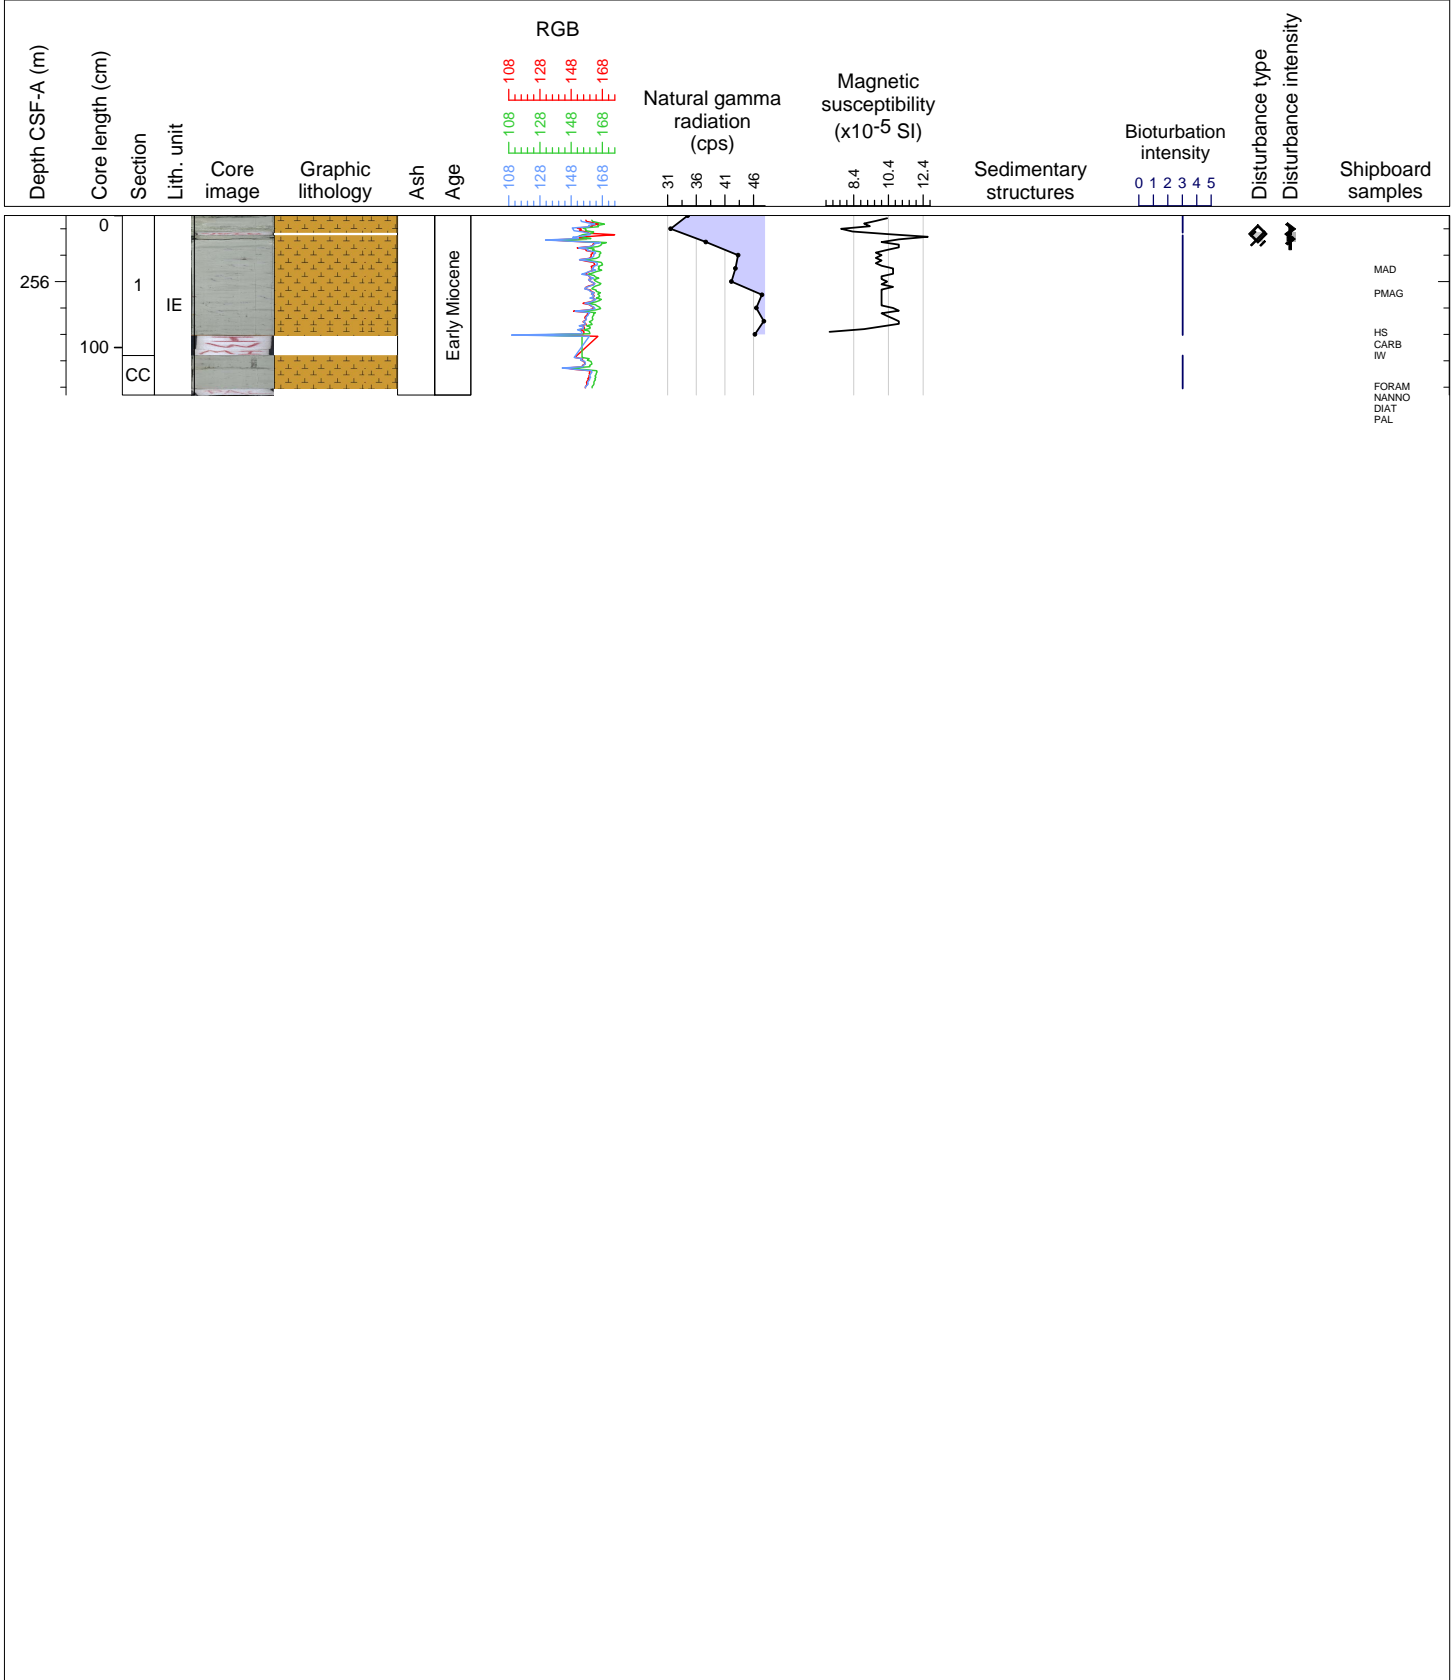 Depth CSF-A (m)
Core length (cm)
Section
Lith. unit
Core
image
Graphic
lithology
Ash
Age
RGB
108 128 148 168
108 128 148 168
108 128 148 168
Natural gamma
radiation
(cps)
31 36 41 46
Magnetic
susceptibility
(x10-5 SI)
8.4 10.4 12.4
Sedimentary
structures
Bioturbation
intensity
0 1 2 3 4 5
Disturbance type
Disturbance intensity
Shipboard
samples
0
256
100
1
CC
IE
Early Miocene
MAD
PMAG
HS
CARB
IW
FORAM
NANNO
DIAT
PAL